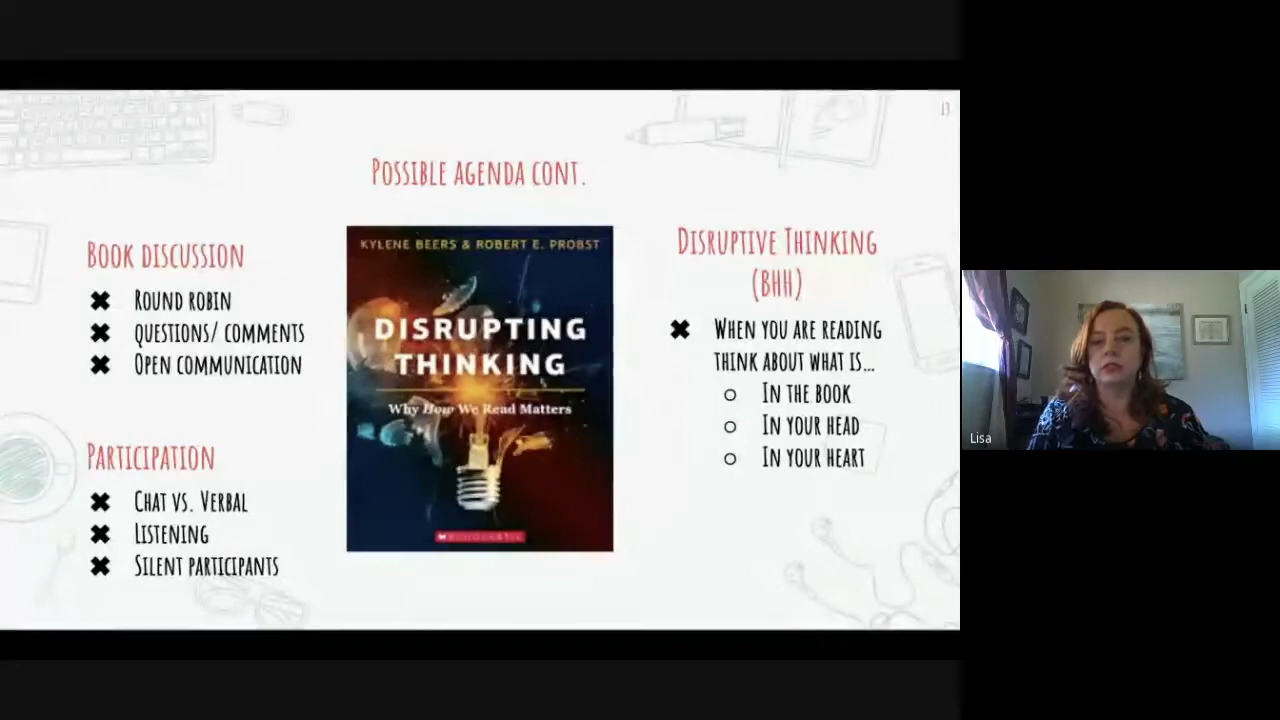 13
POSSIBLE AGENDA CONT.
BOOK DISCUSSION
ROUND ROBIN
QUESTIONS/ COMMENTS
OPEN COMMUNICATION
PARTICIPATION
CHAT VS. VERBAL
LISTENING
SILENT PARTICIPANTS
KYLENE BEERS & ROBERT E. PROBST
DISRUPTING
THINKING
Why How We Read Matters
SCHOLASTIC
DISRUPTIVE THINKING
(BHH)
WHEN YOU ARE READING
THINK ABOUT WHAT IS...
IN THE BOOK
IN YOUR HEAD
IN YOUR HEART
Lisa